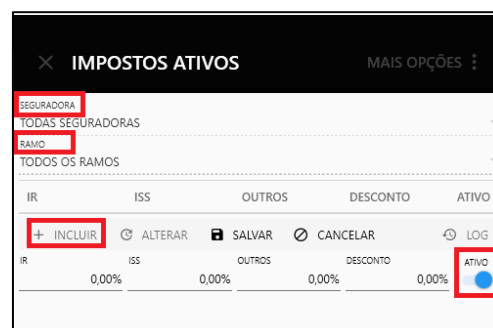 IMPOSTOS ATIVOS MAIS OPÇÕES
SEGURADORA
TODAS SEGURADORAS
RAMO
TODOS OS RAMOS
IR ISS OUTROS DESCONTO ATIVO
INCLUIR ALTERAR SALVAR CANCELAR LOG
IR ISS OUTROS DESCONTO ATIVO
0,00% 0,00% 0,00% 0,00%